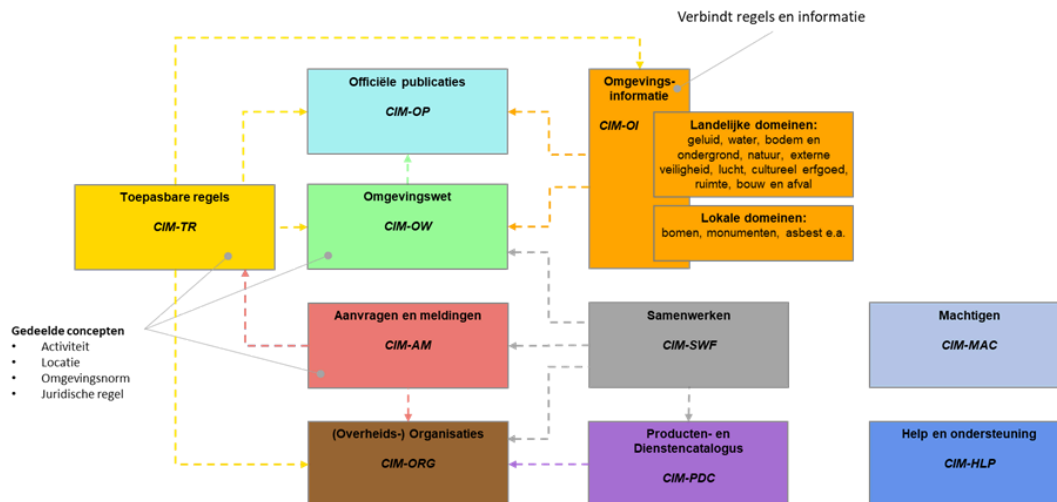 Verbindt regels en informatie
Officiële publicaties
CIM-OP
Omgevings-
informatie
CIM-OI
Landelijke domeinen:
geluid, water, bodem en
ondergrond, natuur, externe
veiligheid, lucht, cultureel erfgoed,
ruimte, bouw en afval
Lokale domeinen:
bomen, monumenten, asbest e.a.
Toepasbare regels
CIM-TR
Omgevingswet
CIM-OW
Gedeelde concepten
• Activiteit
• Locatie
• Omgevingsnorm
• Juridische regel
Aanvragen en meldingen
CIM-AM
Samenwerken
CIM-SWF
Machtigen
CIM-MAC
(Overheids-) Organisaties
CIM-ORG
Producten- en
Dienstencatalogus
CIM-PDC
Help en ondersteuning
CIM-HLP